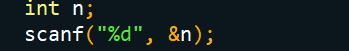 int n;
scanf("%d", &n);